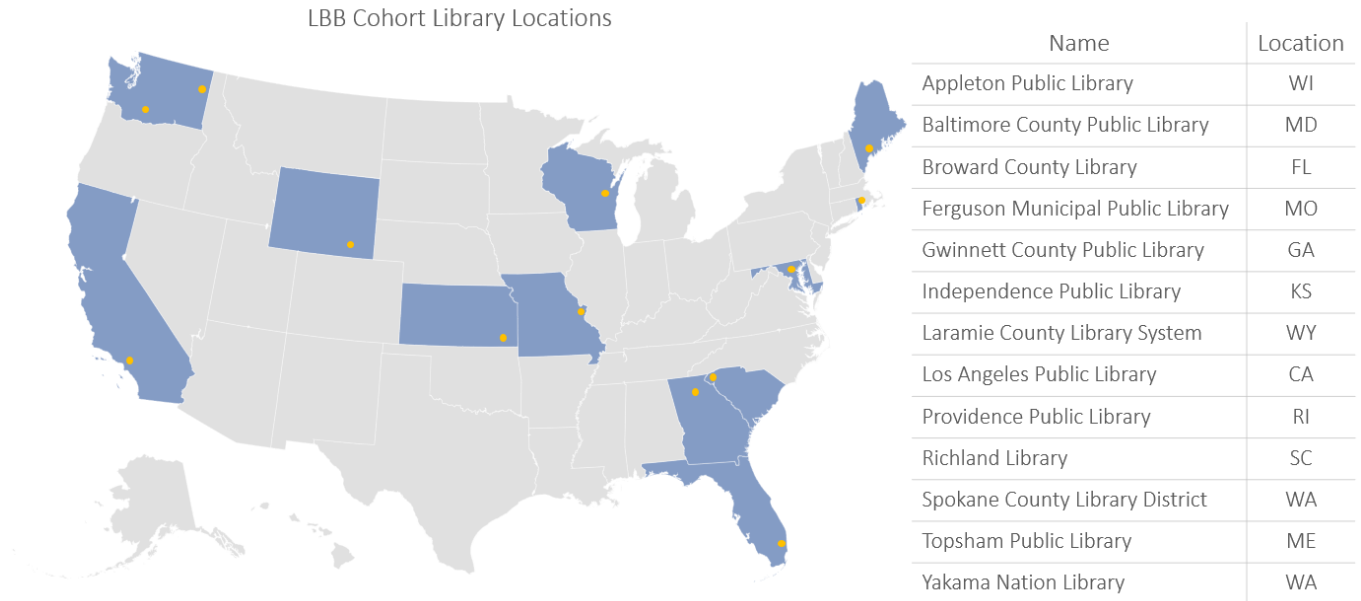 LBB Cohort Library Locations
Name Location
Appleton Public Library WI
Baltimore County Public Library MD
Broward County Library FL
Ferguson Municipal Public Library MO
Gwinnett County Public Library GA
Independence Public Library KS
Laramie County Library System WY
Los Angeles Public Library CA
Providence Public Library RI
Richland Library SC
Spokane County Library District WA
Topsham Public Library ME
Yakama Nation Library WA